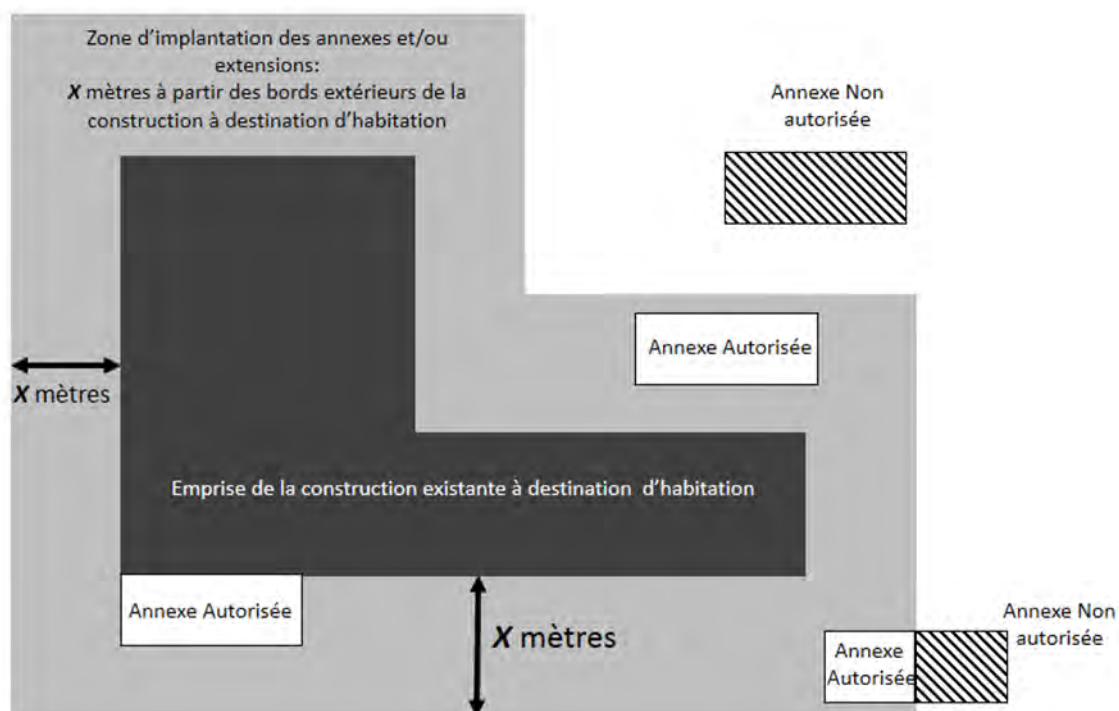 Zone d’implantation des annexes et/ou
extensions:
X mètres à partir des bords extérieurs de la
construction à destination d’habitation
Annexe Non
autorisée
Annexe Autorisée
X mètres
Emprise de la construction existante à destination d’habitation
Annexe Autorisée
X mètres
Annexe
Autorisée
Annexe Non
autorisée